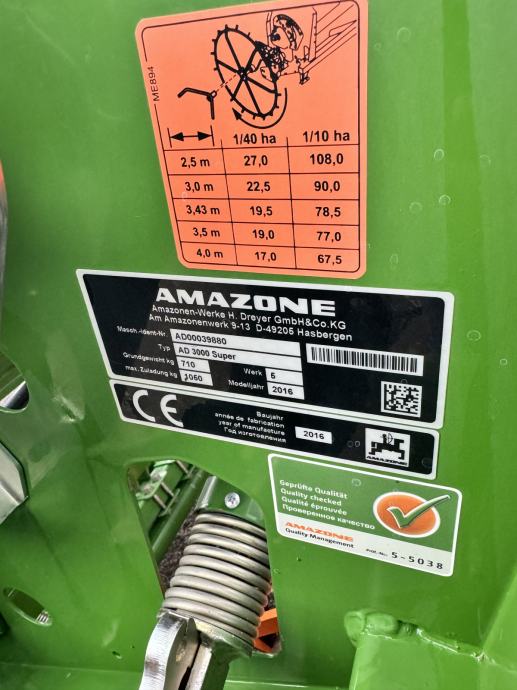 ME894
1/40 ha 1/10 ha
2,5 m 27,0 108,0
3,0 m 22,5 90,0
3,43 m 19,5 78,5
3,5 m 19,0 77,0
4,0 m 17,0 67,5
AMAZONE
Amazonen-Werke H. Dreyer GmbH&Co.KG
Am Amazonenwerk 9-13 D-49205 Hasbergen
Masch.-Ident-Nr. AD00039880
Typ AD 3000 Super
Grundgewicht kg 710 Werk 5
max. Zuladung kg 1060 Modelljahr 2016
CE
Baujahr
année de fabrication
year of manufacture
Год изготовления
2016
AMAZONE
Geprüfte Qualität
Quality checked
Qualité éprouvée
Проверенное качество
AMAZONE
Quality Management
Prüf.-No.: 5-5038